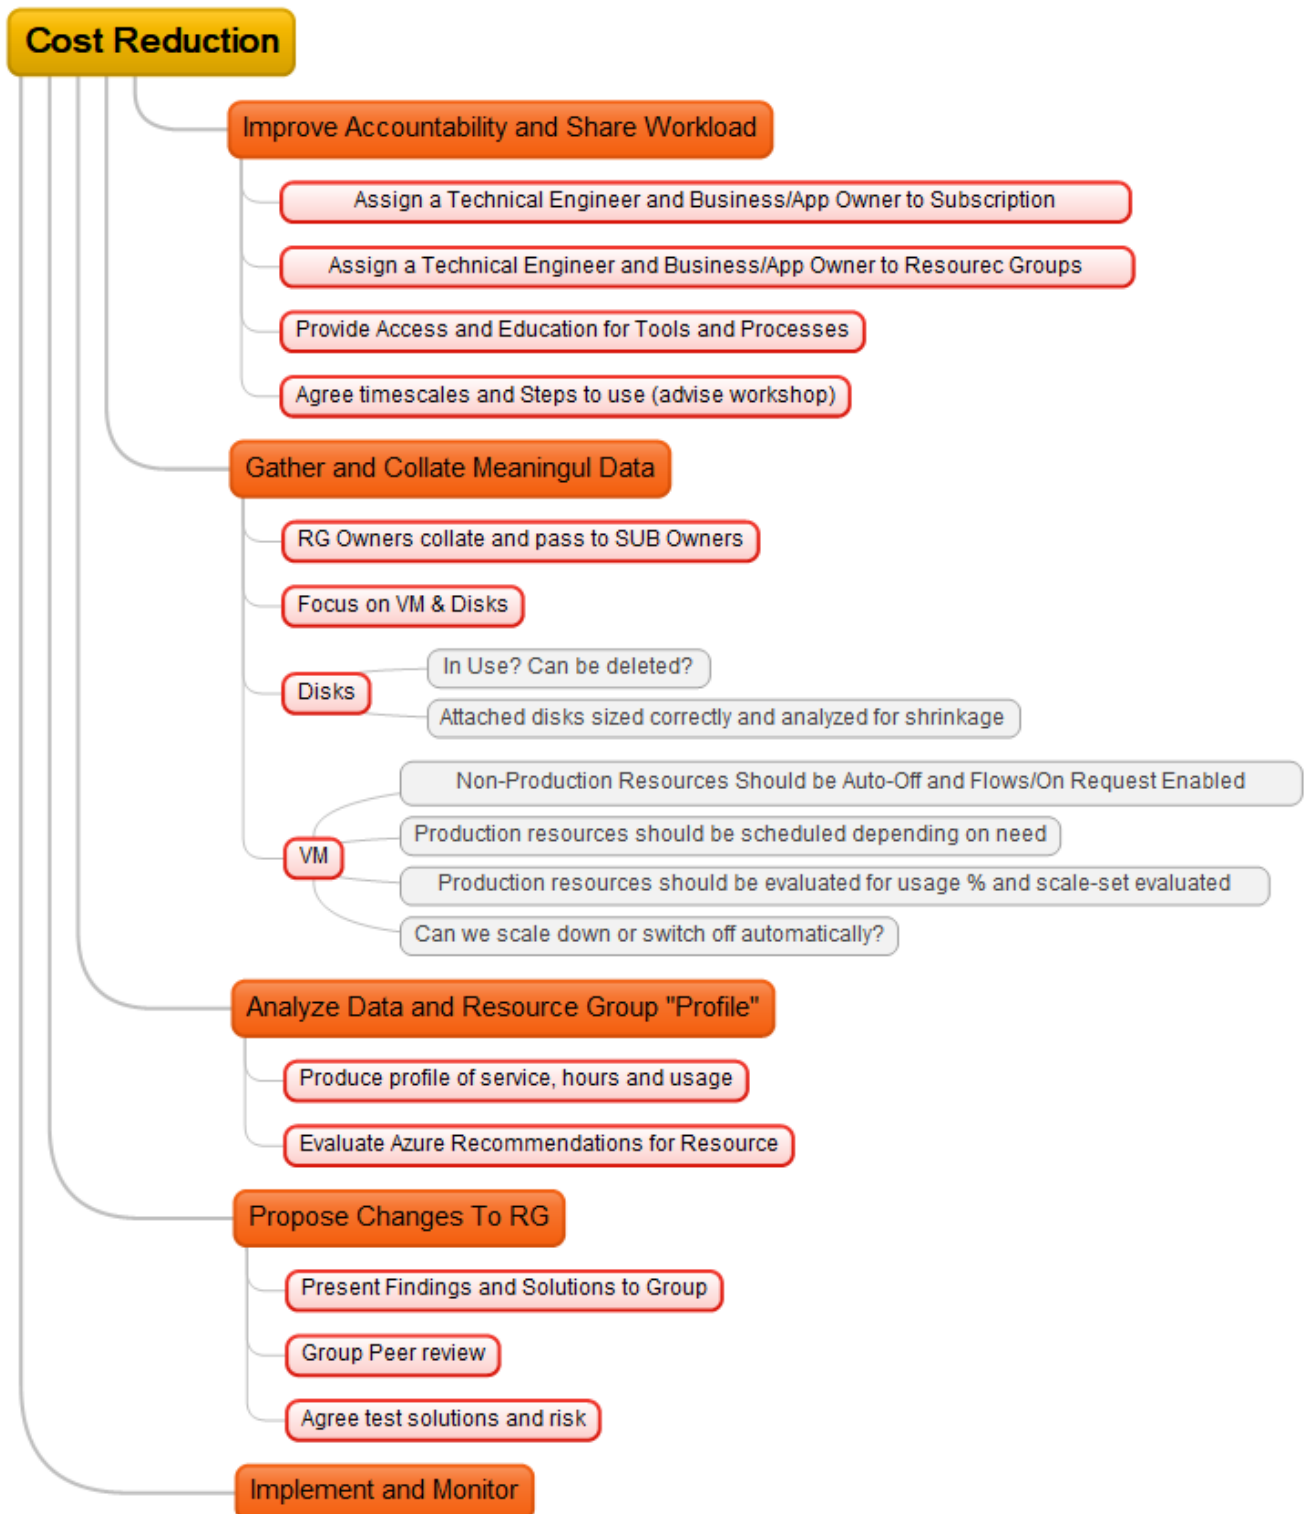 Cost Reduction
Improve Accountability and Share Workload
Assign a Technical Engineer and Business/App Owner to Subscription
Assign a Technical Engineer and Business/App Owner to Resourec Groups
Provide Access and Education for Tools and Processes
Agree timescales and Steps to use (advise workshop)
Gather and Collate Meaningul Data
RG Owners collate and pass to SUB Owners
Focus on VM & Disks
Disks
In Use? Can be deleted?
Attached disks sized correctly and analyzed for shrinkage
VM
Non-Production Resources Should be Auto-Off and Flows/On Request Enabled
Production resources should be scheduled depending on need
Production resources should be evaluated for usage % and scale-set evaluated
Can we scale down or switch off automatically?
Analyze Data and Resource Group "Profile"
Produce profile of service, hours and usage
Evaluate Azure Recommendations for Resource
Propose Changes To RG
Present Findings and Solutions to Group
Group Peer review
Agree test solutions and risk
Implement and Monitor